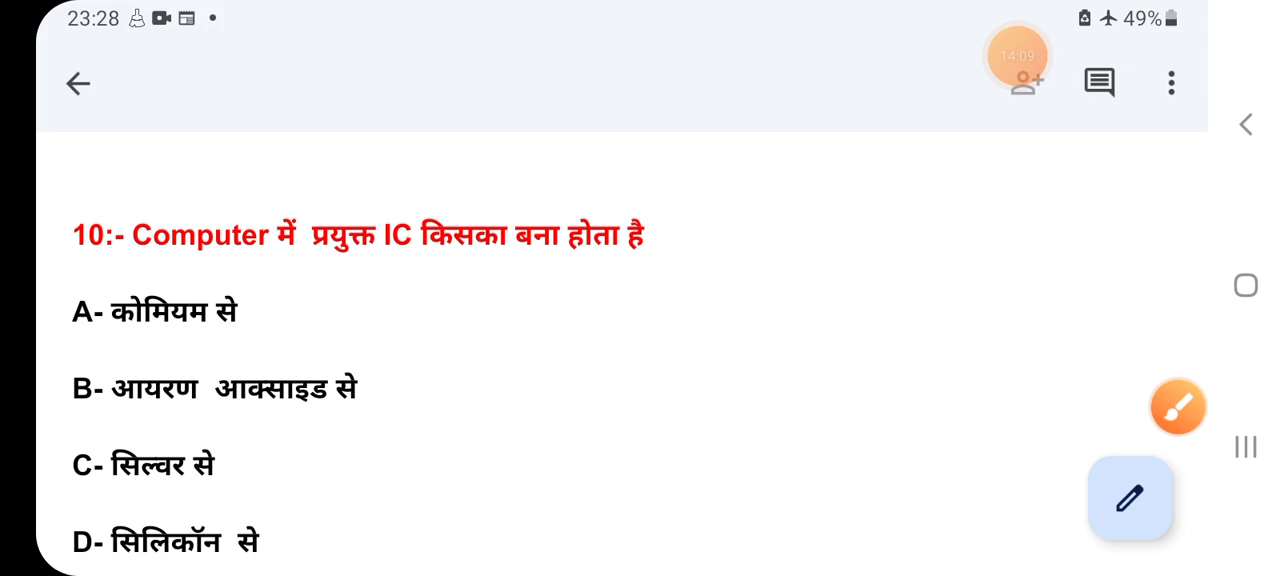 23:28
49%
14:09
10:- Computer में प्रयुक्त IC किसका बना होता है
A- कोमियम से
B- आयरण आक्साइड से
C- सिल्वर से
D- सिलिकॉन से